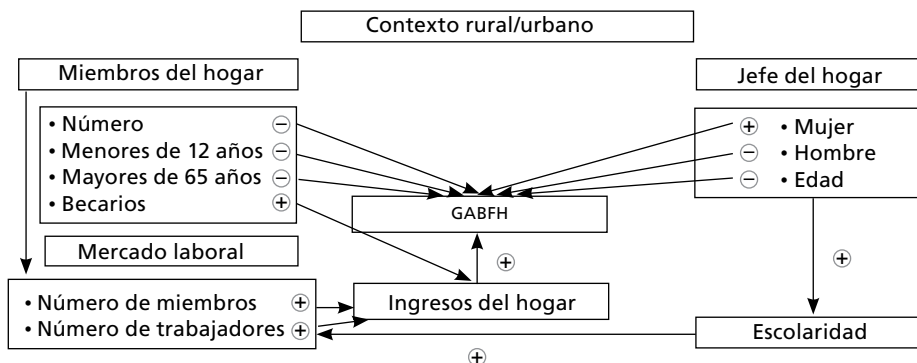 Contexto rural/urbano
Miembros del hogar
Jefe del hogar
• Número ⊖
• Menores de 12 años ⊖
• Mayores de 65 años ⊖
• Becarios ⊕
⊕ • Mujer
⊖ • Hombre
⊖ • Edad
GABFH
Mercado laboral
⊕
⊕
• Número de miembros ⊕
• Número de trabajadores ⊕
Ingresos del hogar
Escolaridad
⊕